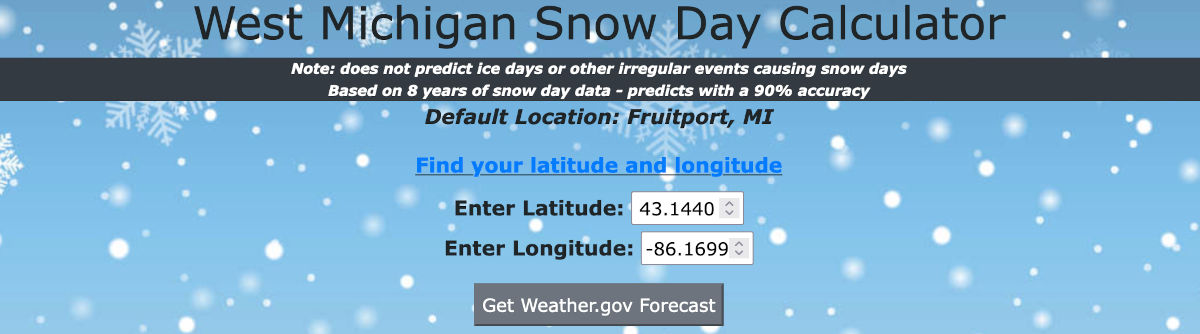 West Michigan Snow Day Calculator
Note: does not predict ice days or other irregular events causing snow days
Based on 8 years of snow day data - predicts with a 90% accuracy
Default Location: Fruitport, MI
Find your latitude and longitude
Enter Latitude: 43.1440
Enter Longitude: -86.1699
Get Weather.gov Forecast